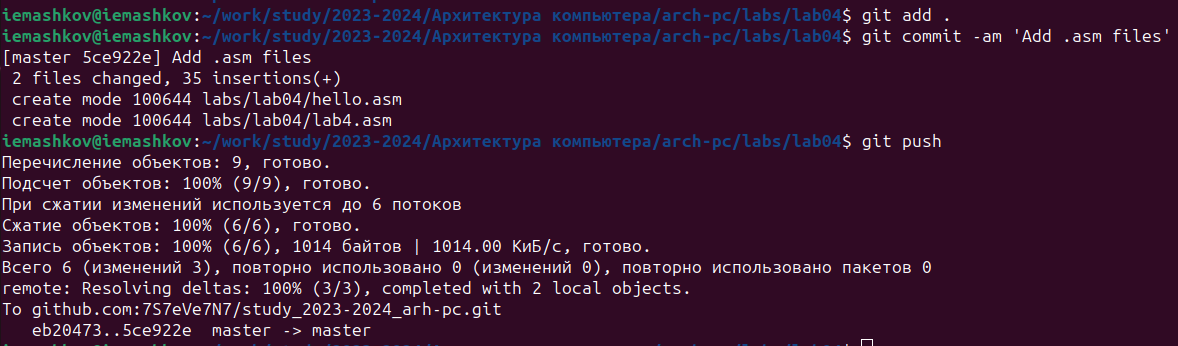 iemashkov@iemashkov:~/work/study/2023-2024/Архитектура компьютера/arch-pc/labs/lab04$ git add .
iemashkov@iemashkov:~/work/study/2023-2024/Архитектура компьютера/arch-pc/labs/lab04$ git commit -am 'Add .asm files'
[master 5ce922e] Add .asm files
 2 files changed, 35 insertions(+)
 create mode 100644 labs/lab04/hello.asm
 create mode 100644 labs/lab04/lab4.asm
iemashkov@iemashkov:~/work/study/2023-2024/Архитектура компьютера/arch-pc/labs/lab04$ git push
Перечисление объектов: 9, готово.
Подсчет объектов: 100% (9/9), готово.
При сжатии изменений используется до 6 потоков
Сжатие объектов: 100% (6/6), готово.
Запись объектов: 100% (6/6), 1014 байтов | 1014.00 КиБ/с, готово.
Всего 6 (изменений 3), повторно использовано 0 (изменений 0), повторно использовано пакетов 0
remote: Resolving deltas: 100% (3/3), completed with 2 local objects.
To github.com:7S7eVe7N7/study_2023-2024_arh-pc.git
   eb20473..5ce922e  master -> master